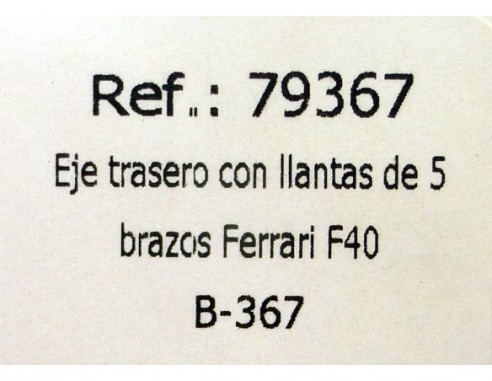 Ref.: 79367
Eje trasero con llantas de 5
brazos Ferrari F40
B-367